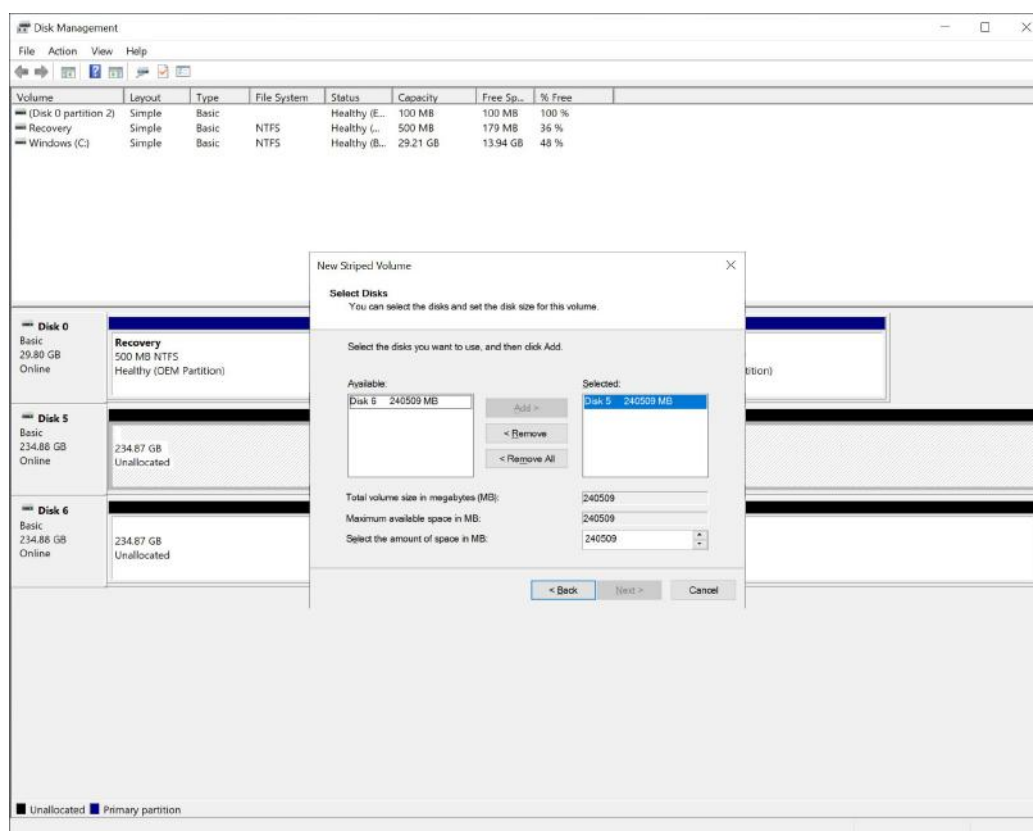 Disk Management
File Action View Help
Volume Layout Type File System Status Capacity Free Sp... % Free
(Disk 0 partition 2) Simple Basic Healthy (E... 100 MB 100 MB 100 %
Recovery Simple Basic NTFS Healthy (... 500 MB 179 MB 36 %
Windows (C:) Simple Basic NTFS Healthy (B... 29.21 GB 13.94 GB 48 %
New Striped Volume
Select Disks
You can select the disks and set the disk size for this volume.
Select the disks you want to use, and then click Add.
Available: Selected:
Disk 6 240509 MB Disk 5 240509 MB
Add >
< Remove
< Remove All
Total volume size in megabytes (MB): 240509
Maximum available space in MB: 240509
Select the amount of space in MB: 240509
< Back Next > Cancel
Disk 0
Basic
29.80 GB
Online
Recovery
500 MB NTFS
Healthy (OEM Partition)
tition)
Disk 5
Basic
234.88 GB
Online
234.87 GB
Unallocated
Disk 6
Basic
234.88 GB
Online
234.87 GB
Unallocated
Unallocated Primary partition